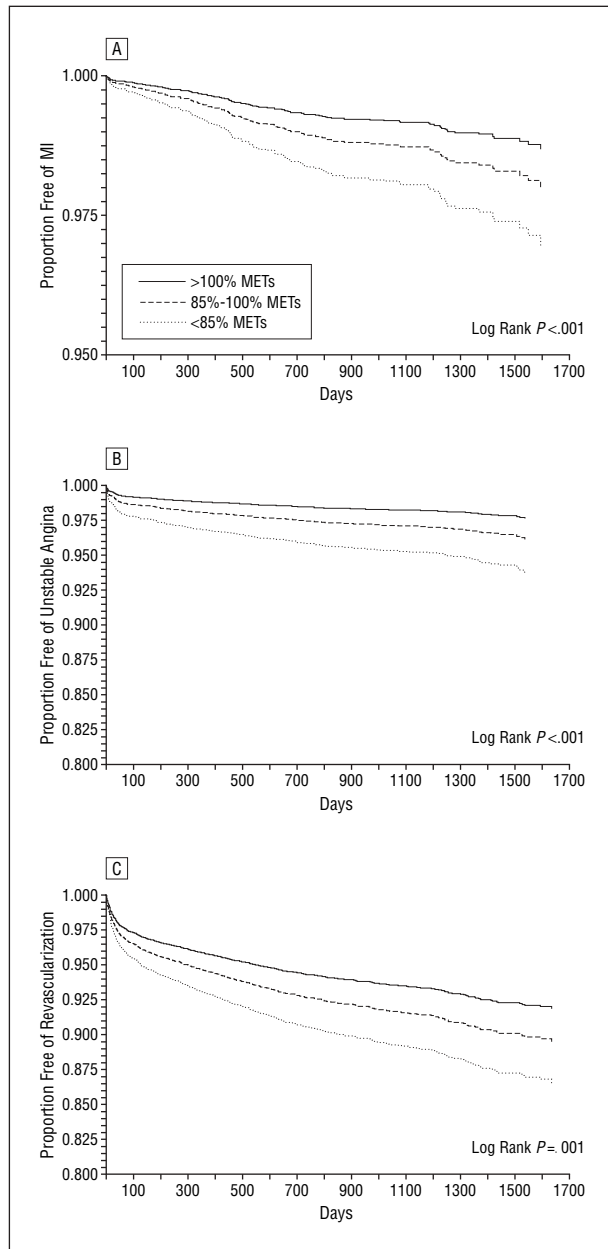 A
1.000
0.975
0.950
Proportion Free of MI
>100% METs
85%-100% METs
<85% METs
Log Rank P<.001
100 300 500 700 900 1100 1300 1500 1700
Days
B
1.000
0.975
0.950
0.925
0.900
0.875
0.850
0.825
0.800
Proportion Free of Unstable Angina
Log Rank P<.001
100 300 500 700 900 1100 1300 1500 1700
Days
C
1.000
0.975
0.950
0.925
0.900
0.875
0.850
0.825
0.800
Proportion Free of Revascularization
Log Rank P=.001
100 300 500 700 900 1100 1300 1500 1700
Days